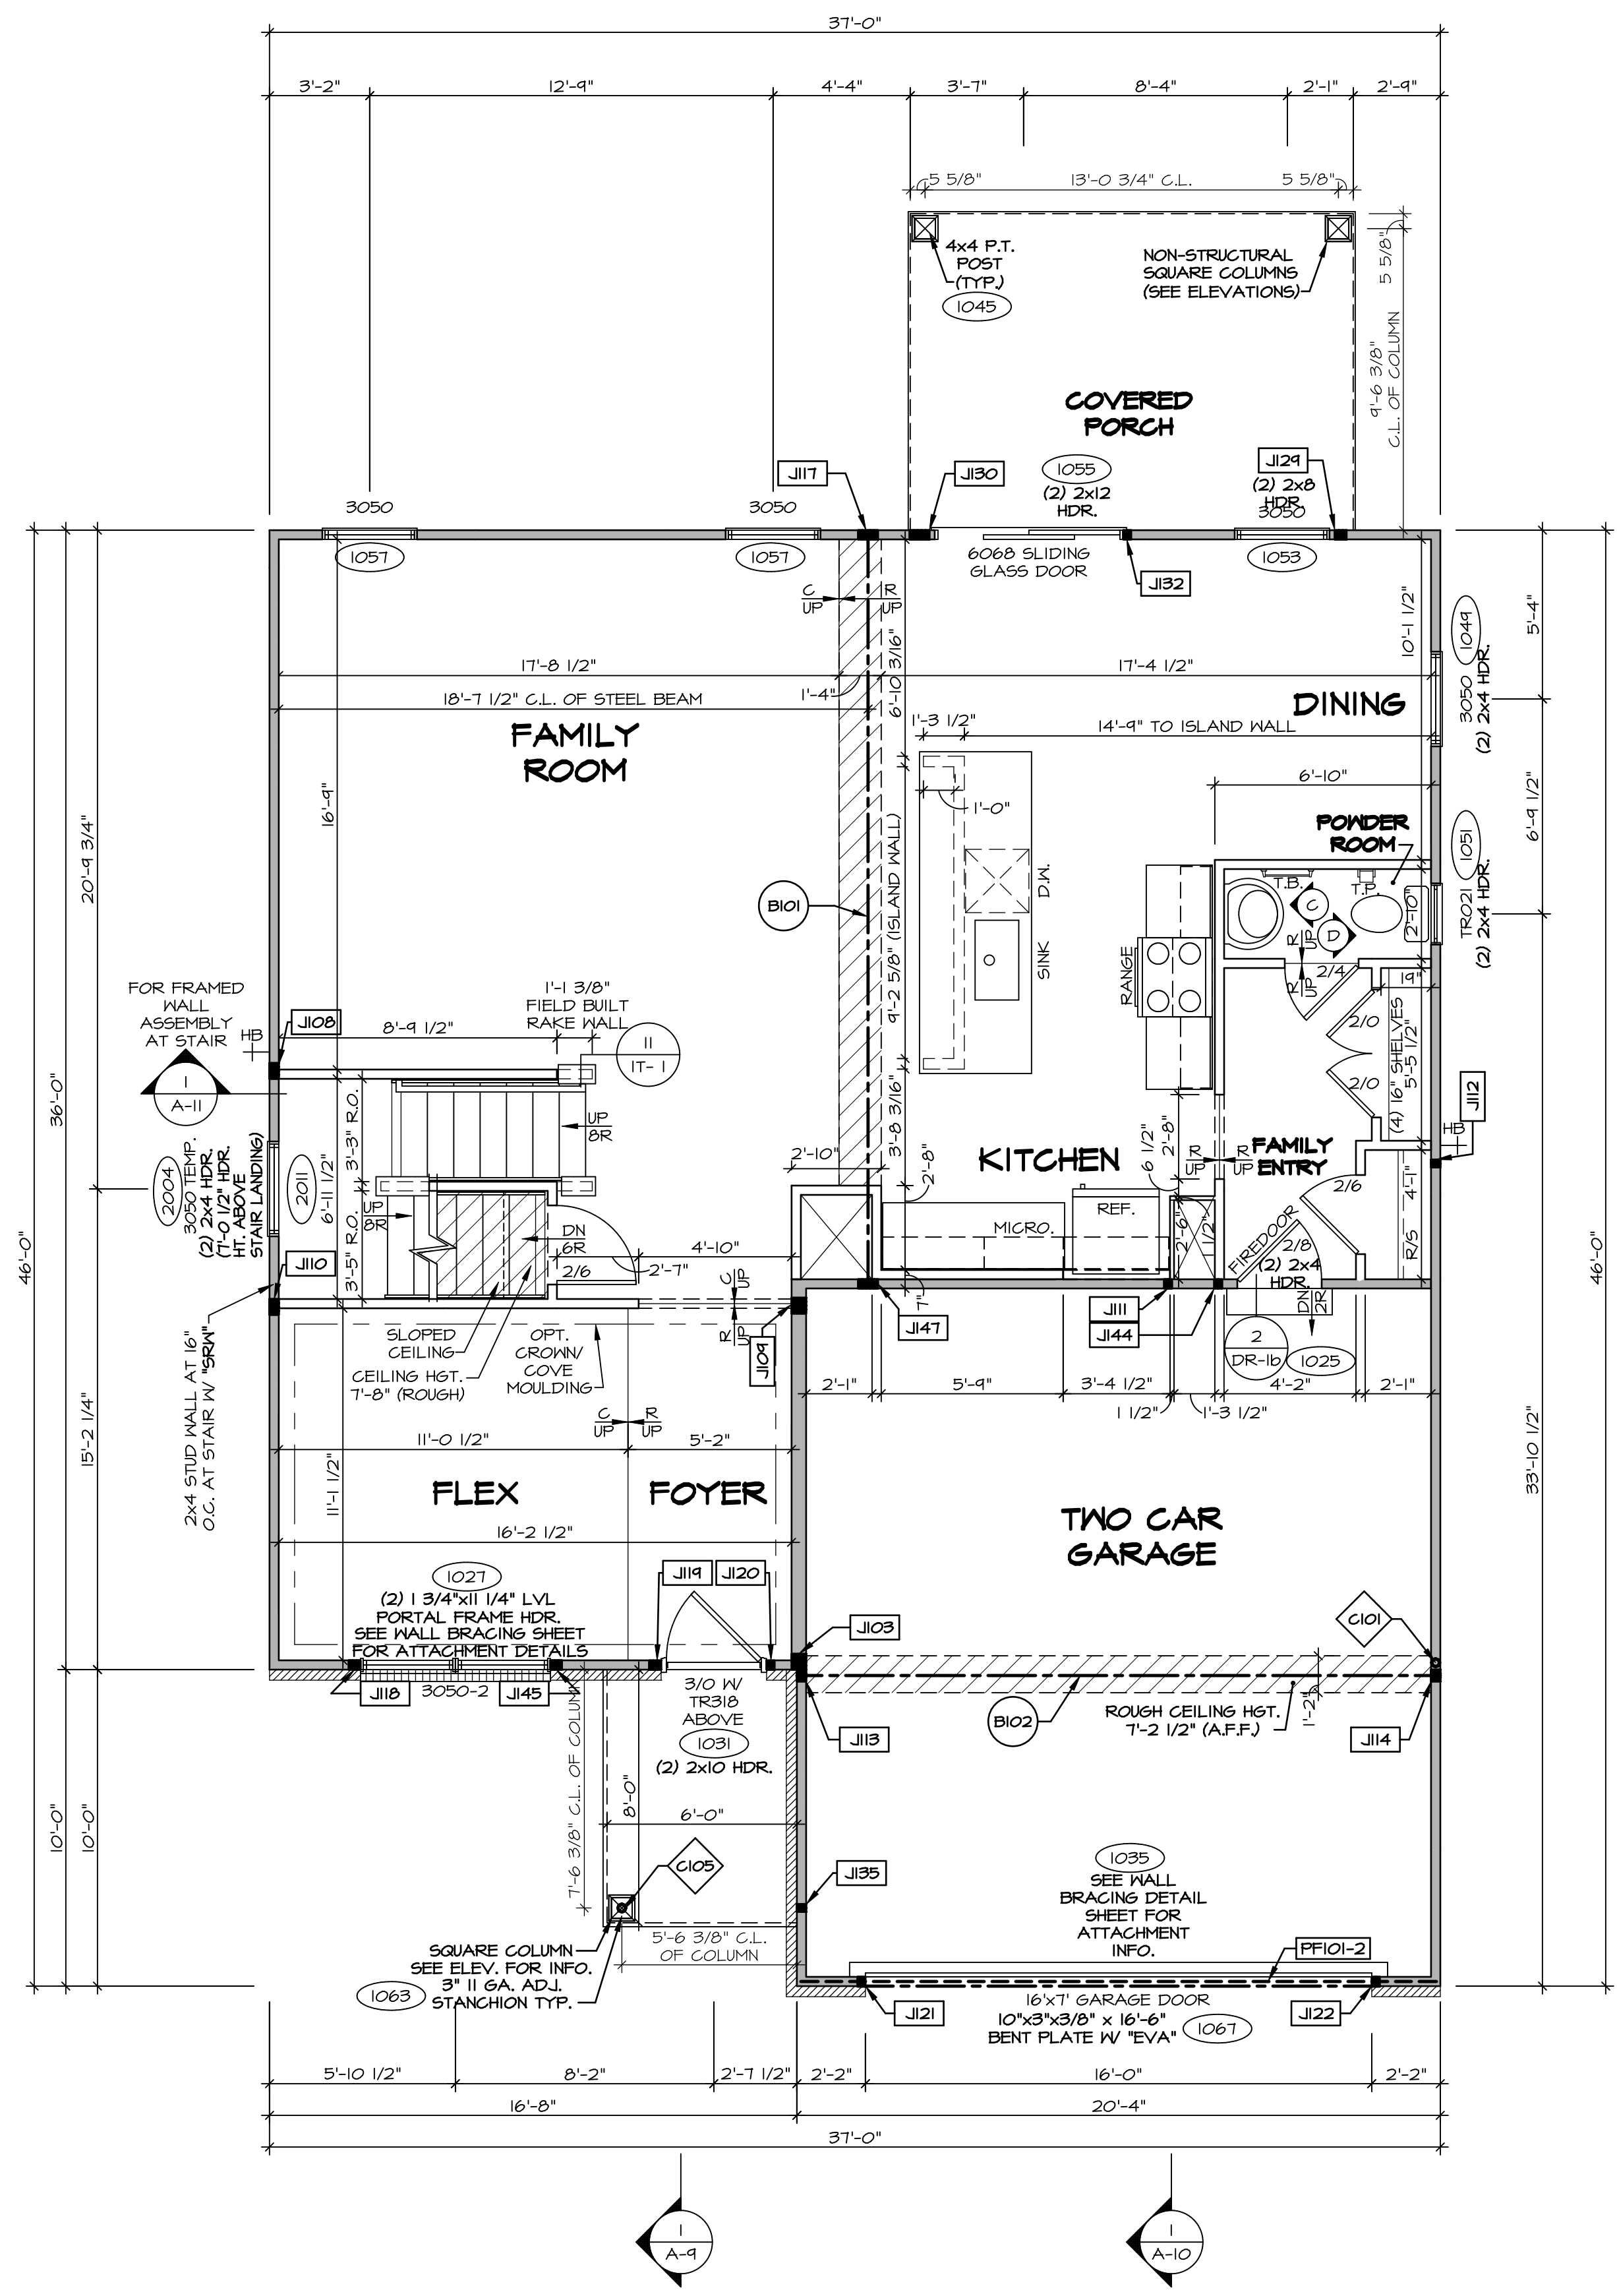 37'-0"
3'-2"
12'-9"
4'-4"
3'-7"
8'-4"
2'-1"
2'-9"
5 5/8"
13'-0 3/4" C.L.
5 5/8"
4x4 P.T.
POST
(TYP.)
1045
NON-STRUCTURAL
SQUARE COLUMNS
(SEE ELEVATIONS)
5 5/8"
9'-6 3/8"
C.L. OF COLUMN
COVERED
PORCH
J117
J130
1055
(2) 2x12
HDR.
J129
(2) 2x8
HDR.
3050
3050
3050
1057
1057
6068 SLIDING
GLASS DOOR
1053
J132
C
UP
R
UP
6'-10 3/16"
10'-1 1/2"
1049
3050
(2) 2x4 HDR.
5'-4"
17'-8 1/2"
17'-4 1/2"
1'-4"
18'-7 1/2" C.L. OF STEEL BEAM
DINING
FAMILY
ROOM
1'-3 1/2"
14'-9" TO ISLAND WALL
6'-10"
16'-9"
1'-0"
POWDER
ROOM
6'-9 1/2"
1051
TR021
(2) 2x4 HDR.
20'-9 3/4"
B101
9'-2 5/8" (ISLAND WALL)
D.W.
SINK
RANGE
T.B.
T.P.
C
D
2'-10"
R
UP
R
UP
2/4
19"
2/0
2/0
(4) 16" SHELVES
5'-5 1/2"
FOR FRAMED
WALL
ASSEMBLY
AT STAIR
HB
J108
8'-9 1/2"
1'-1 3/8"
FIELD BUILT
RAKE WALL
11
1T- 1
1
A-11
36'-0"
46'-0"
46'-0"
3'-3" R.O.
UP
8R
J112
HB
2004
3050 TEMP.
(2) 2x4 HDR.
(7'-0 1/2" HDR.
HT. ABOVE
STAIR LANDING)
2011
6'-11 1/2"
2'-10"
3'-8 3/16"
2'-8"
KITCHEN
6 1/2"
2'-8"
R
UP
R
UP
FAMILY
ENTRY
2/6
4'-1"
R/S
UP
8R
3'-5" R.O.
DN
6R
2/6
4'-10"
2'-7"
MICRO.
REF.
2'-6"
1 1/2"
FIREDOOR
2/8
(2) 2x4
HDR.
J110
C
UP
R
UP
J109
7"
J147
J111
J144
DN
2R
2
DR-1b
1025
SLOPED
CEILING
OPT.
CROWN/
COVE
MOULDING
CEILING HGT.
7'-8" (ROUGH)
2x4 STUD WALL AT 16"
O.C. AT STAIR W/ "SRW"
2'-1"
5'-9"
3'-4 1/2"
4'-2"
2'-1"
1 1/2"
1'-3 1/2"
15'-2 1/4"
C
UP
R
UP
11'-0 1/2"
5'-2"
11'-1 1/2"
FLEX
FOYER
16'-2 1/2"
TWO CAR
GARAGE
33'-10 1/2"
1027
(2) 1 3/4"x11 1/4" LVL
PORTAL FRAME HDR.
SEE WALL BRACING SHEET
FOR ATTACHMENT DETAILS
J119
J120
J103
C101
J118
3050-2
J145
3/0 W/
TR318
ABOVE
1031
(2) 2x10 HDR.
J113
B102
ROUGH CEILING HGT.
7'-2 1/2" (A.F.F.)
1'-2"
J114
10'-0"
10'-0"
7'-6 3/8" C.L. OF COLUMN
8'-0"
6'-0"
C105
J135
1035
SEE WALL
BRACING DETAIL
SHEET FOR
ATTACHMENT
INFO.
SQUARE COLUMN
SEE ELEV. FOR INFO.
3" 11 GA. ADJ.
STANCHION TYP.
1063
5'-6 3/8" C.L.
OF COLUMN
PF101-2
J121
16'x7' GARAGE DOOR
10"x3"x3/8" x 16'-6"
BENT PLATE W/ "EVA"
1067
J122
5'-10 1/2"
8'-2"
2'-7 1/2"
2'-2"
16'-0"
2'-2"
16'-8"
20'-4"
37'-0"
1
A-9
1
A-10